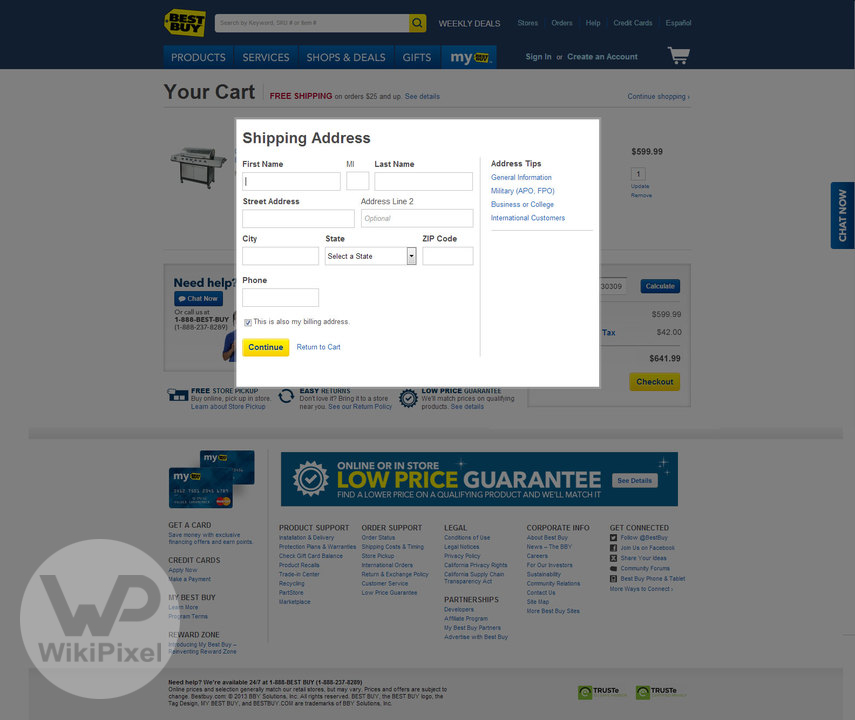 BEST BUY
Search by Keyword, SKU # or Item #
WEEKLY DEALS
Stores Orders Help Credit Cards Español
PRODUCTS SERVICES SHOPS & DEALS GIFTS my BEST BUY
Sign In or Create an Account
Your Cart
FREE SHIPPING on orders $25 and up. See details
Continue shopping ›
Shipping Address
First Name MI Last Name
Street Address Address Line 2
Optional
City State ZIP Code
Select a State
Phone
This is also my billing address.
Continue Return to Cart
Address Tips
General Information
Military (APO, FPO)
Business or College
International Customers
$599.99
1
Update
Remove
CHAT NOW
Need help?
Chat Now
Or call us at
1-888-BEST-BUY
(1-888-237-8289)
30309 Calculate
$599.99
Tax $42.00
$641.99
Checkout
FREE STORE PICKUP
Buy online, pick up in store.
Learn about Store Pickup
EASY RETURNS
Don't love it? Bring it to a store
near you. See our Return Policy
LOW PRICE GUARANTEE
We'll match prices on qualifying
products. See details
my BEST BUY
my BEST BUY
ONLINE OR IN STORE
LOW PRICE GUARANTEE
FIND A LOWER PRICE ON A QUALIFYING PRODUCT AND WE'LL MATCH IT
See Details
GET A CARD
Save money with exclusive
financing offers and earn points.
CREDIT CARDS
Apply Now
Make a Payment
MY BEST BUY
Learn More
Program Terms
REWARD ZONE
Introducing My Best Buy –
Reinventing Reward Zone
PRODUCT SUPPORT
Installation & Delivery
Protection Plans & Warranties
Check Gift Card Balance
Product Recalls
Trade-in Center
Recycling
PartStore
Marketplace
ORDER SUPPORT
Order Status
Shipping Costs & Timing
Store Pickup
International Orders
Return & Exchange Policy
Customer Service
Low Price Guarantee
LEGAL
Conditions of Use
Legal Notices
Privacy Policy
California Privacy Rights
California Supply Chain
Transparency Act
PARTNERSHIPS
Developers
Affiliate Program
My Best Buy Partners
Advertise with Best Buy
CORPORATE INFO
About Best Buy
News – The BBY
Careers
For Our Investors
Sustainability
Community Relations
Contact Us
Site Map
More Best Buy Sites
GET CONNECTED
Follow @BestBuy
Join Us on Facebook
Share Your Ideas
Community Forums
Best Buy Phone & Tablet
More Ways to Connect ›
WP
WikiPixel
Need help? We're available 24/7 at 1-888-BEST BUY (1-888-237-8289)
Online prices and selection generally match our retail stores, but may vary. Prices and offers are subject to
change. Bestbuy.com: © 2013 BBY Solutions, Inc. All rights reserved. BEST BUY, the BEST BUY logo, the
Tag Design, MY BEST BUY, and BESTBUY.COM are trademarks of BBY Solutions, Inc.
TRUSTe
TRUSTe